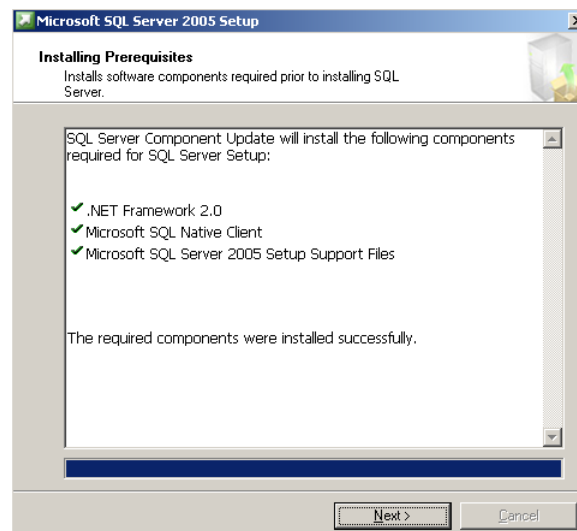 Microsoft SQL Server 2005 Setup
Installing Prerequisites
Installs software components required prior to installing SQL
Server.
SQL Server Component Update will install the following components
required for SQL Server Setup:
.NET Framework 2.0
Microsoft SQL Native Client
Microsoft SQL Server 2005 Setup Support Files
The required components were installed successfully.
Next >
Cancel